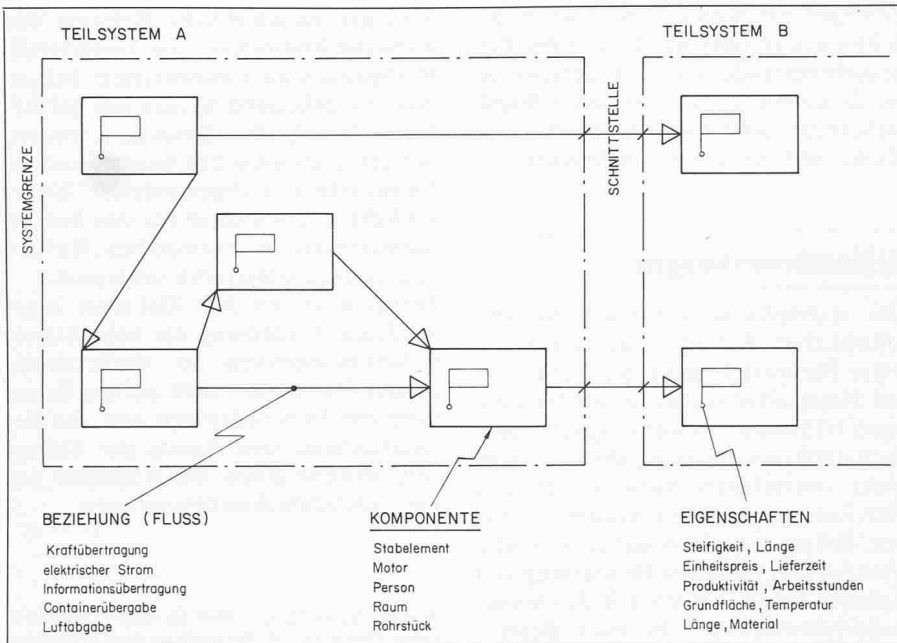 TEILSYSTEM A
TEILSYSTEM B
SYSTEMGRENZE
SCHNITTSTELLE
BEZIEHUNG (FLUSS)
Kraftübertragung
elektrischer Strom
Informationsübertragung
Containerübergabe
Luftabgabe
KOMPONENTE
Stabelement
Motor
Person
Raum
Rohrstück
EIGENSCHAFTEN
Steifigkeit, Länge
Einheitspreis, Lieferzeit
Produktivität, Arbeitsstunden
Grundfläche, Temperatur
Länge, Material